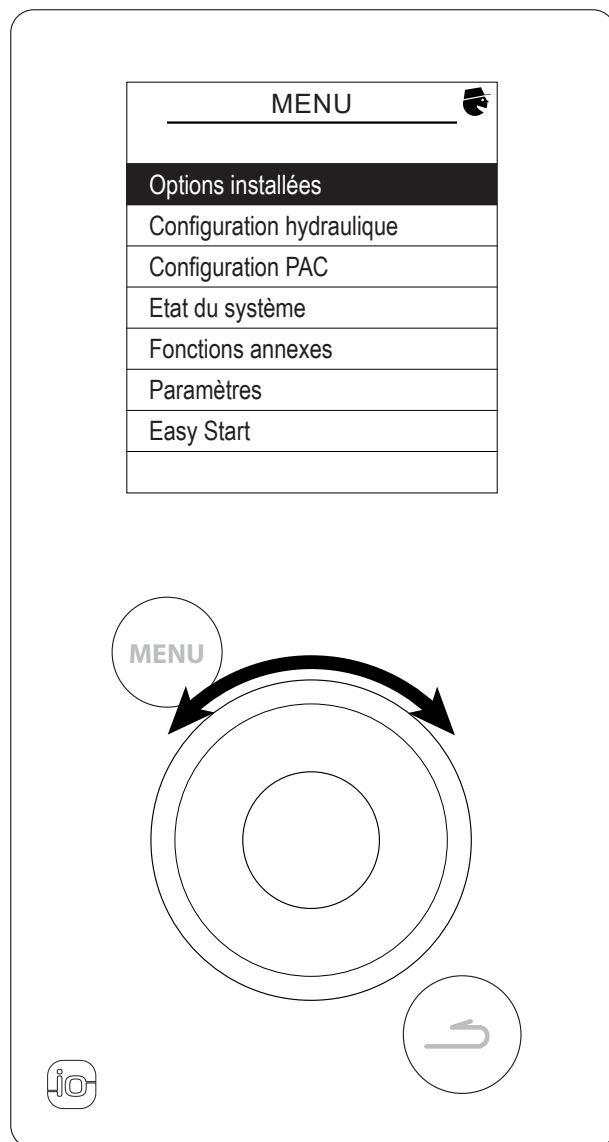 MENU
Options installées
Configuration hydraulique
Configuration PAC
Etat du système
Fonctions annexes
Paramètres
Easy Start
MENU
io